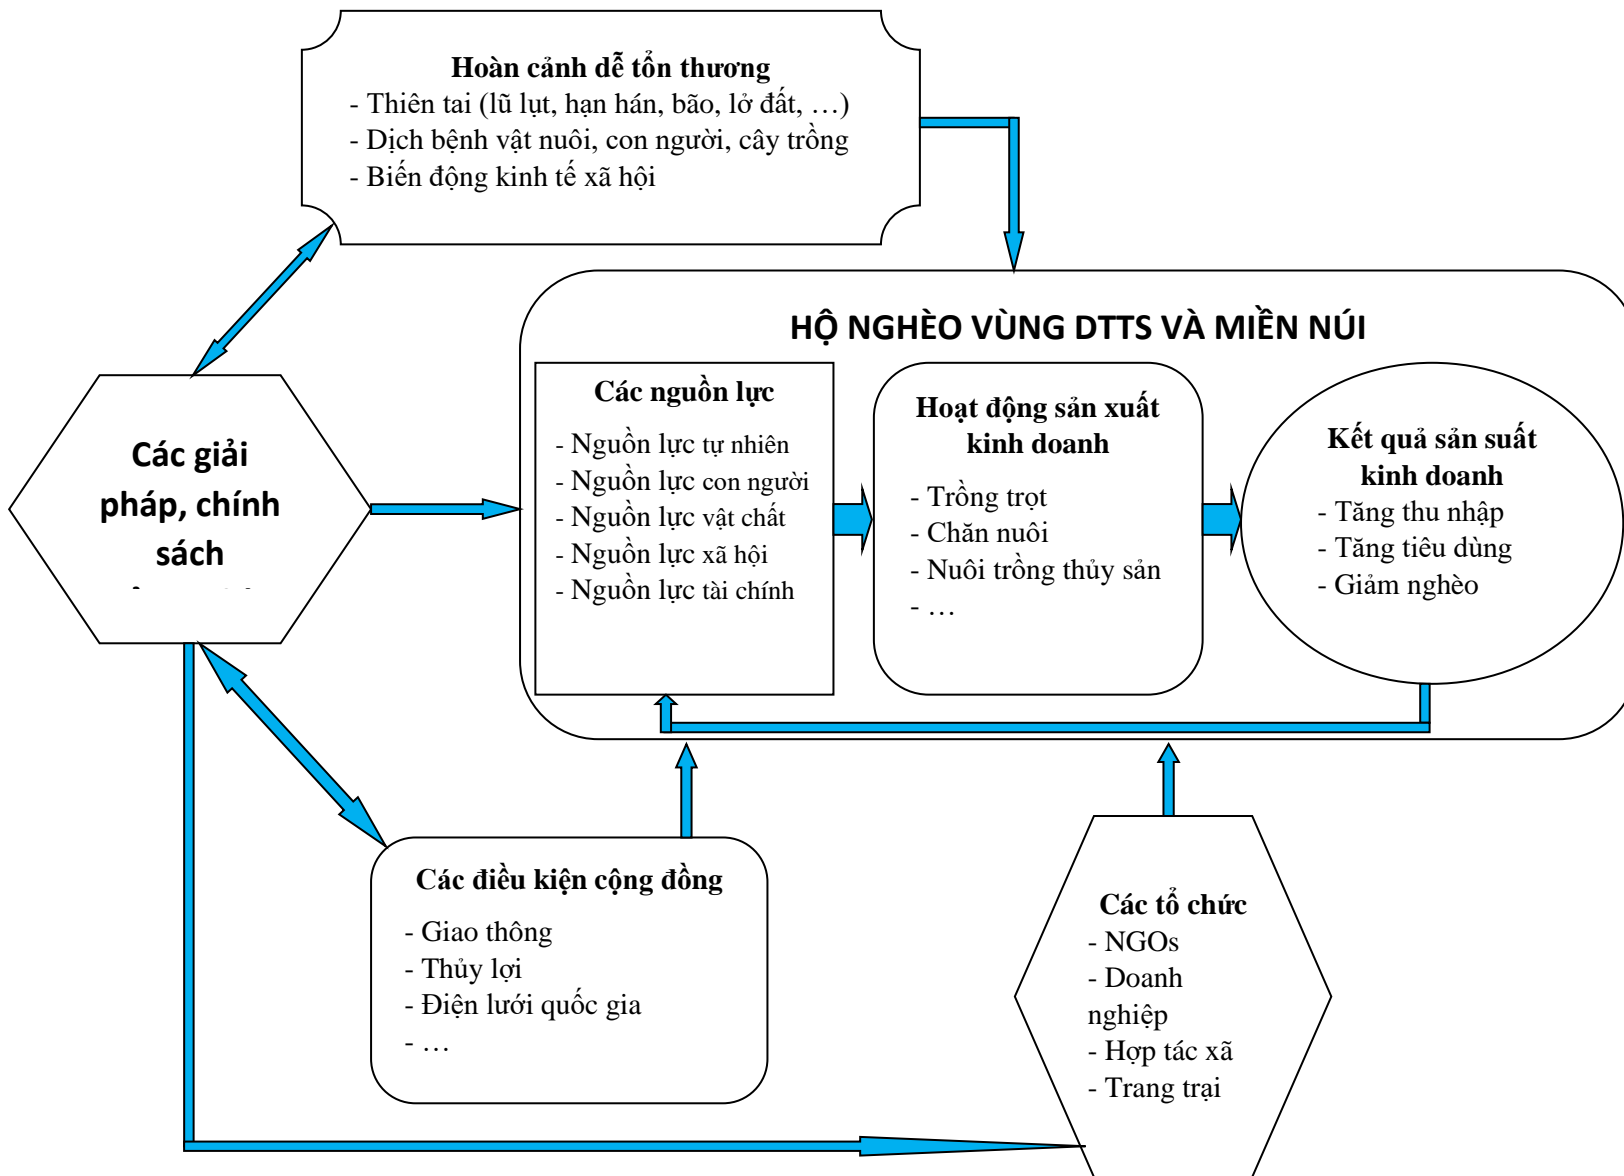 Hoàn cảnh dễ tổn thương
- Thiên tai (lũ lụt, hạn hán, bão, lở đất, …)
- Dịch bệnh vật nuôi, con người, cây trồng
- Biến động kinh tế xã hội
HỘ NGHÈO VÙNG DTTS VÀ MIỀN NÚI
Các giải
pháp, chính
sách
Các nguồn lực
- Nguồn lực tự nhiên
- Nguồn lực con người
- Nguồn lực vật chất
- Nguồn lực xã hội
- Nguồn lực tài chính
Hoạt động sản xuất
kinh doanh
- Trồng trọt
- Chăn nuôi
- Nuôi trồng thủy sản
- …
Kết quả sản suất
kinh doanh
- Tăng thu nhập
- Tăng tiêu dùng
- Giảm nghèo
Các điều kiện cộng đồng
- Giao thông
- Thủy lợi
- Điện lưới quốc gia
- …
Các tổ chức
- NGOs
- Doanh
nghiệp
- Hợp tác xã
- Trang trại